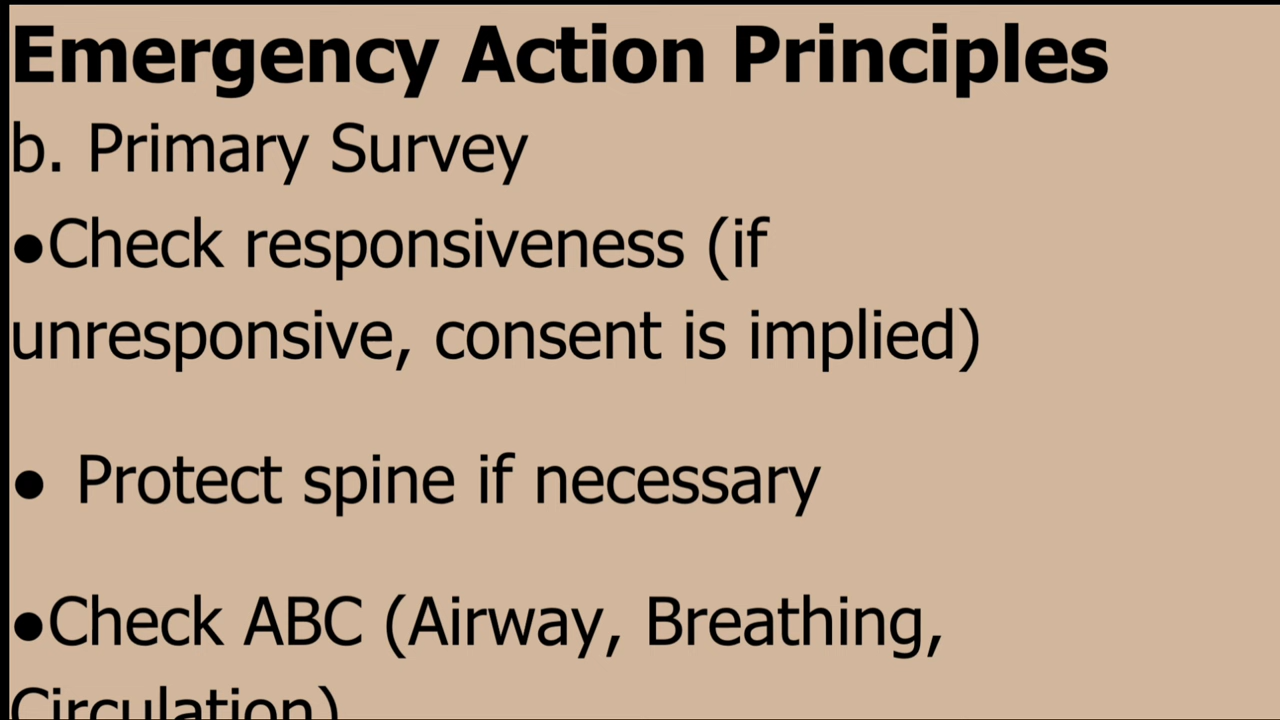 Emergency Action Principles
b. Primary Survey
●Check responsiveness (if
unresponsive, consent is implied)
● Protect spine if necessary
●Check ABC (Airway, Breathing,
Circulation)